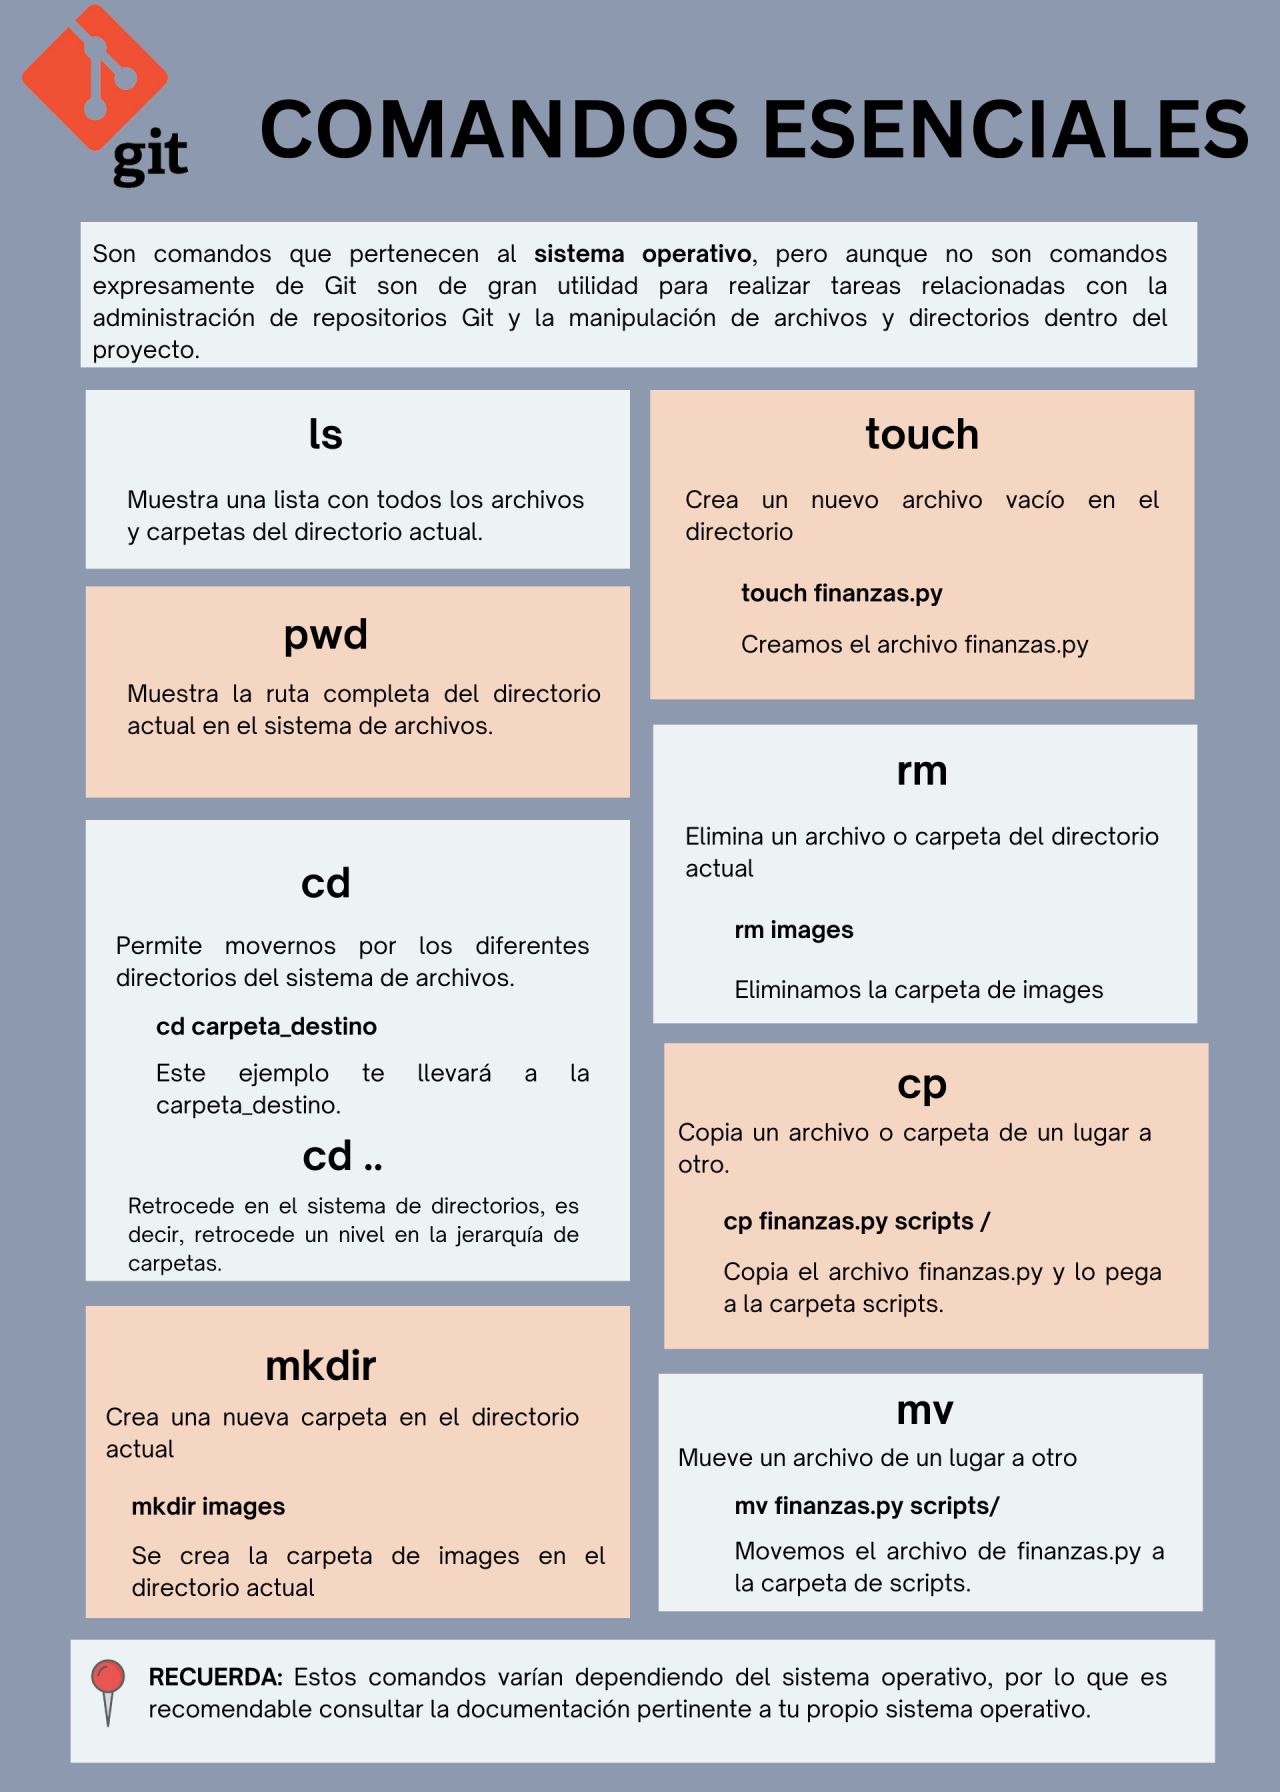 git
COMANDOS ESENCIALES
Son comandos que pertenecen al sistema operativo, pero aunque no son comandos
expresamente de Git son de gran utilidad para realizar tareas relacionadas con la
administración de repositorios Git y la manipulación de archivos y directorios dentro del
proyecto.
ls
Muestra una lista con todos los archivos
y carpetas del directorio actual.
pwd
Muestra la ruta completa del directorio
actual en el sistema de archivos.
cd
Permite movernos por los diferentes
directorios del sistema de archivos.
cd carpeta_destino
Este ejemplo te llevará a la
carpeta_destino.
cd ..
Retrocede en el sistema de directorios, es
decir, retrocede un nivel en la jerarquía de
carpetas.
mkdir
Crea una nueva carpeta en el directorio
actual
mkdir images
Se crea la carpeta de images en el
directorio actual
touch
Crea un nuevo archivo vacío en el
directorio
touch finanzas.py
Creamos el archivo finanzas.py
rm
Elimina un archivo o carpeta del directorio
actual
rm images
Eliminamos la carpeta de images
cp
Copia un archivo o carpeta de un lugar a
otro.
cp finanzas.py scripts /
Copia el archivo finanzas.py y lo pega
a la carpeta scripts.
mv
Mueve un archivo de un lugar a otro
mv finanzas.py scripts/
Movemos el archivo de finanzas.py a
la carpeta de scripts.
RECUERDA: Estos comandos varían dependiendo del sistema operativo, por lo que es
recomendable consultar la documentación pertinente a tu propio sistema operativo.